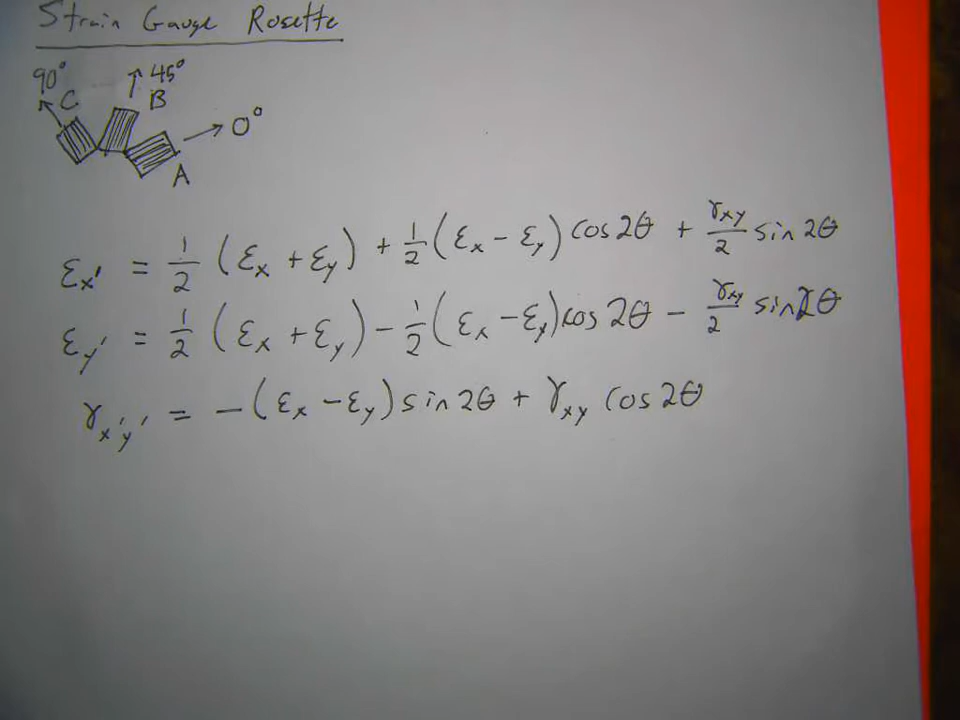 Strain Gauge Rosette
90° C
45° B
0°
A
εx' = 1/2 (εx + εy) + 1/2 (εx − εy) cos 2θ + γxy/2 sin 2θ
εy' = 1/2 (εx + εy) − 1/2 (εx − εy) cos 2θ − γxy/2 sin 2θ
γx'y' = −(εx − εy) sin 2θ + γxy cos 2θ